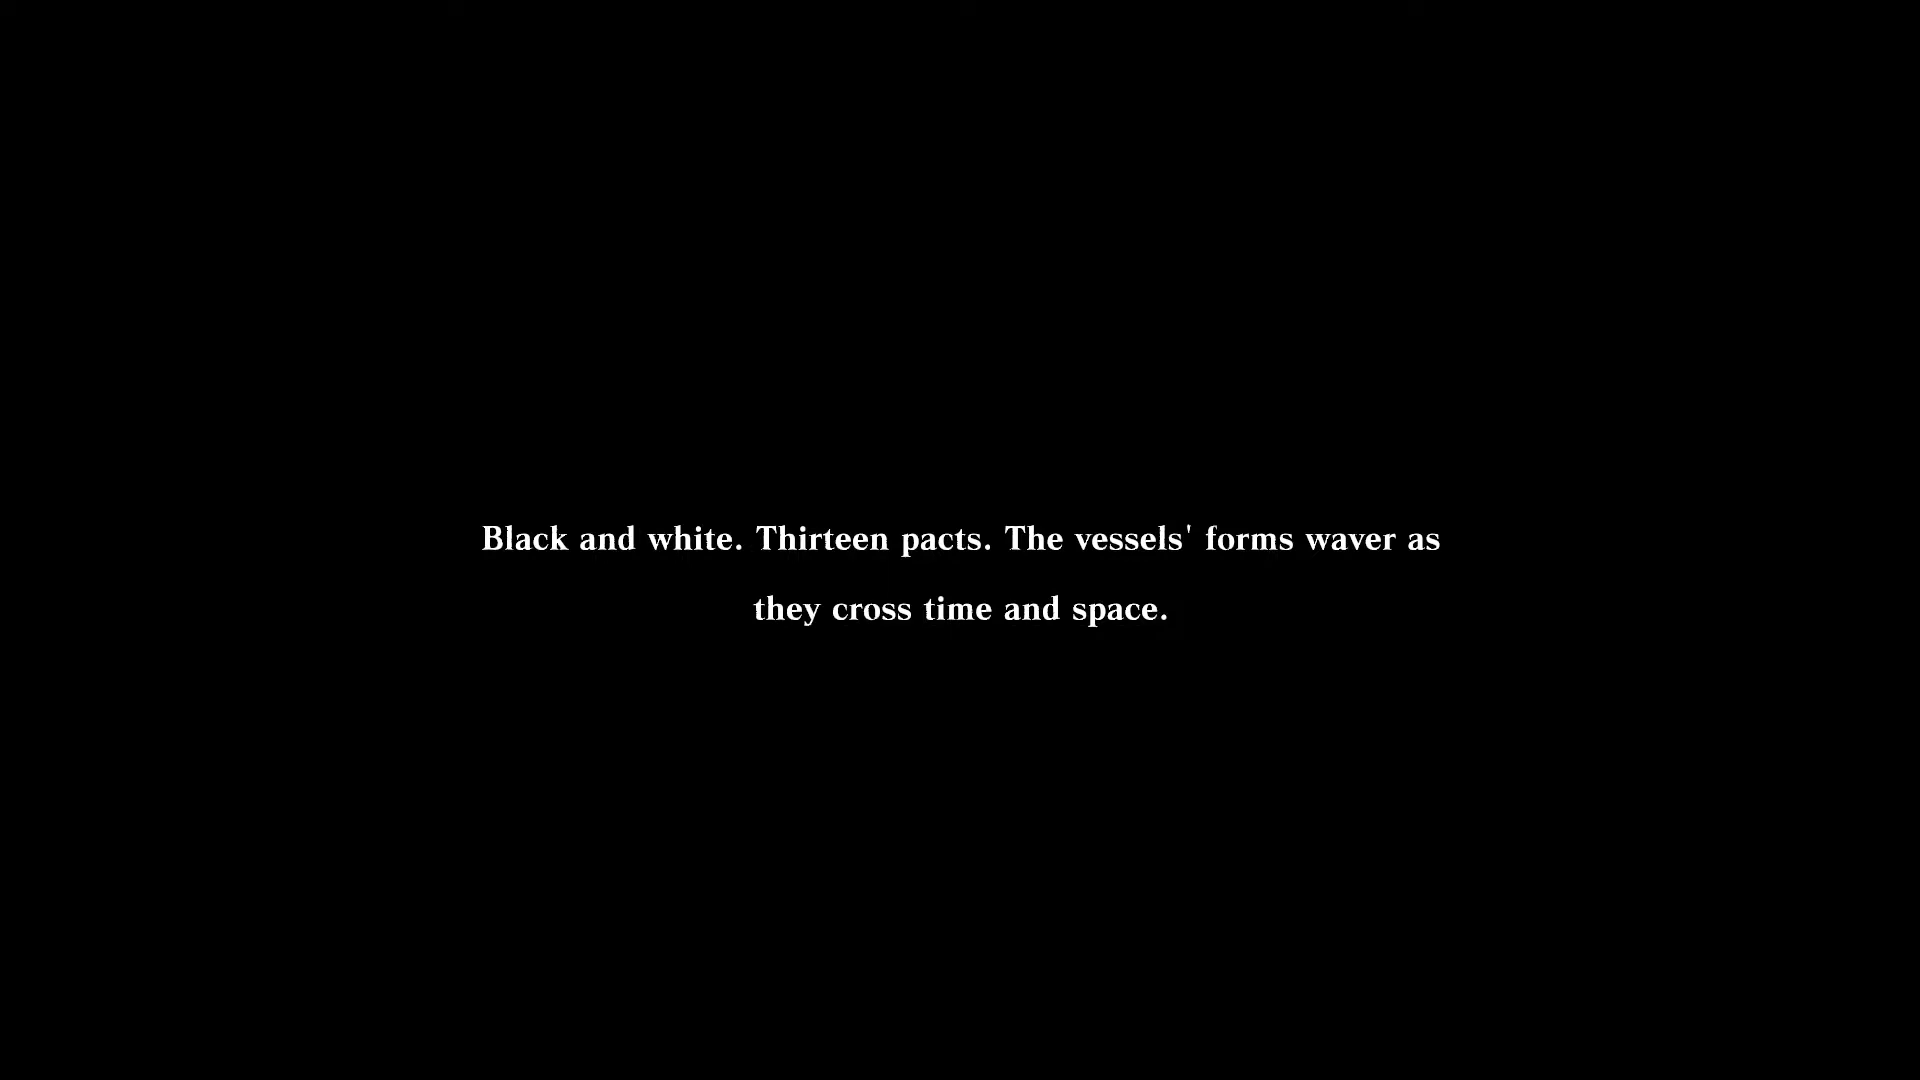 Black and white. Thirteen pacts. The vessels' forms waver as
they cross time and space.